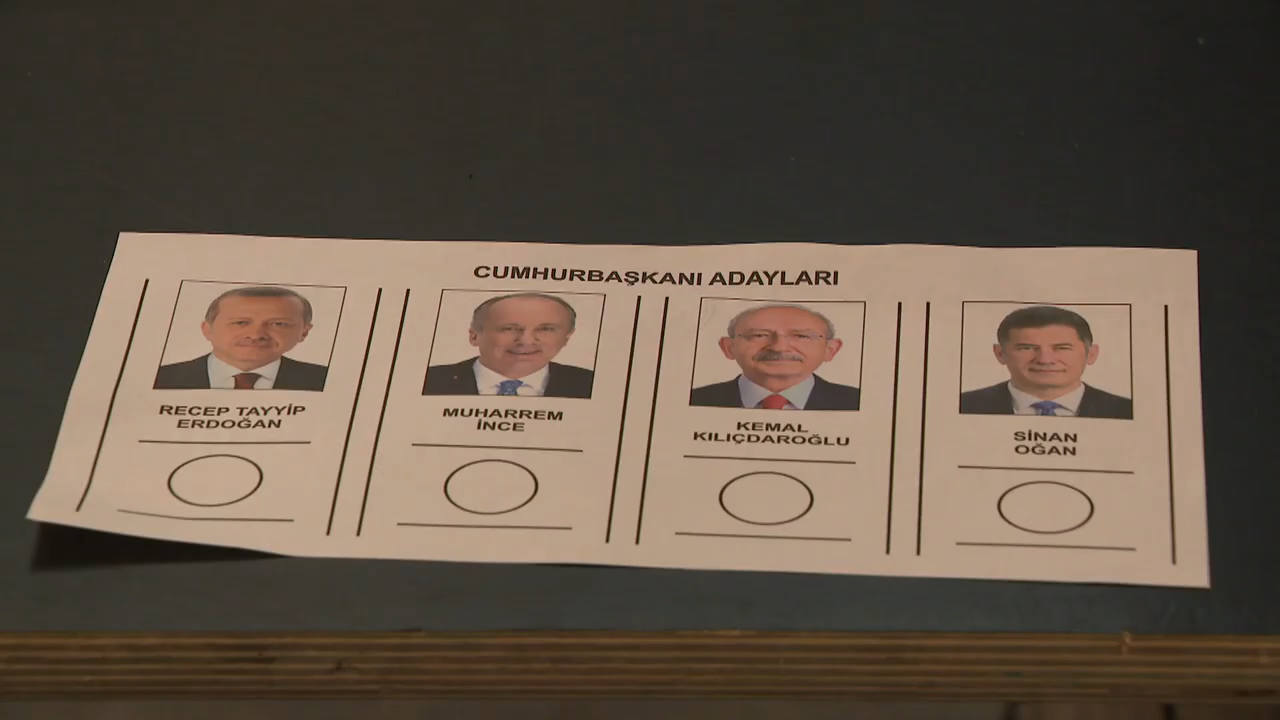 CUMHURBAŞKANI ADAYLARI
RECEP TAYYİP
ERDOĞAN
MUHARREM
İNCE
KEMAL
KILIÇDAROĞLU
SİNAN
OĞAN